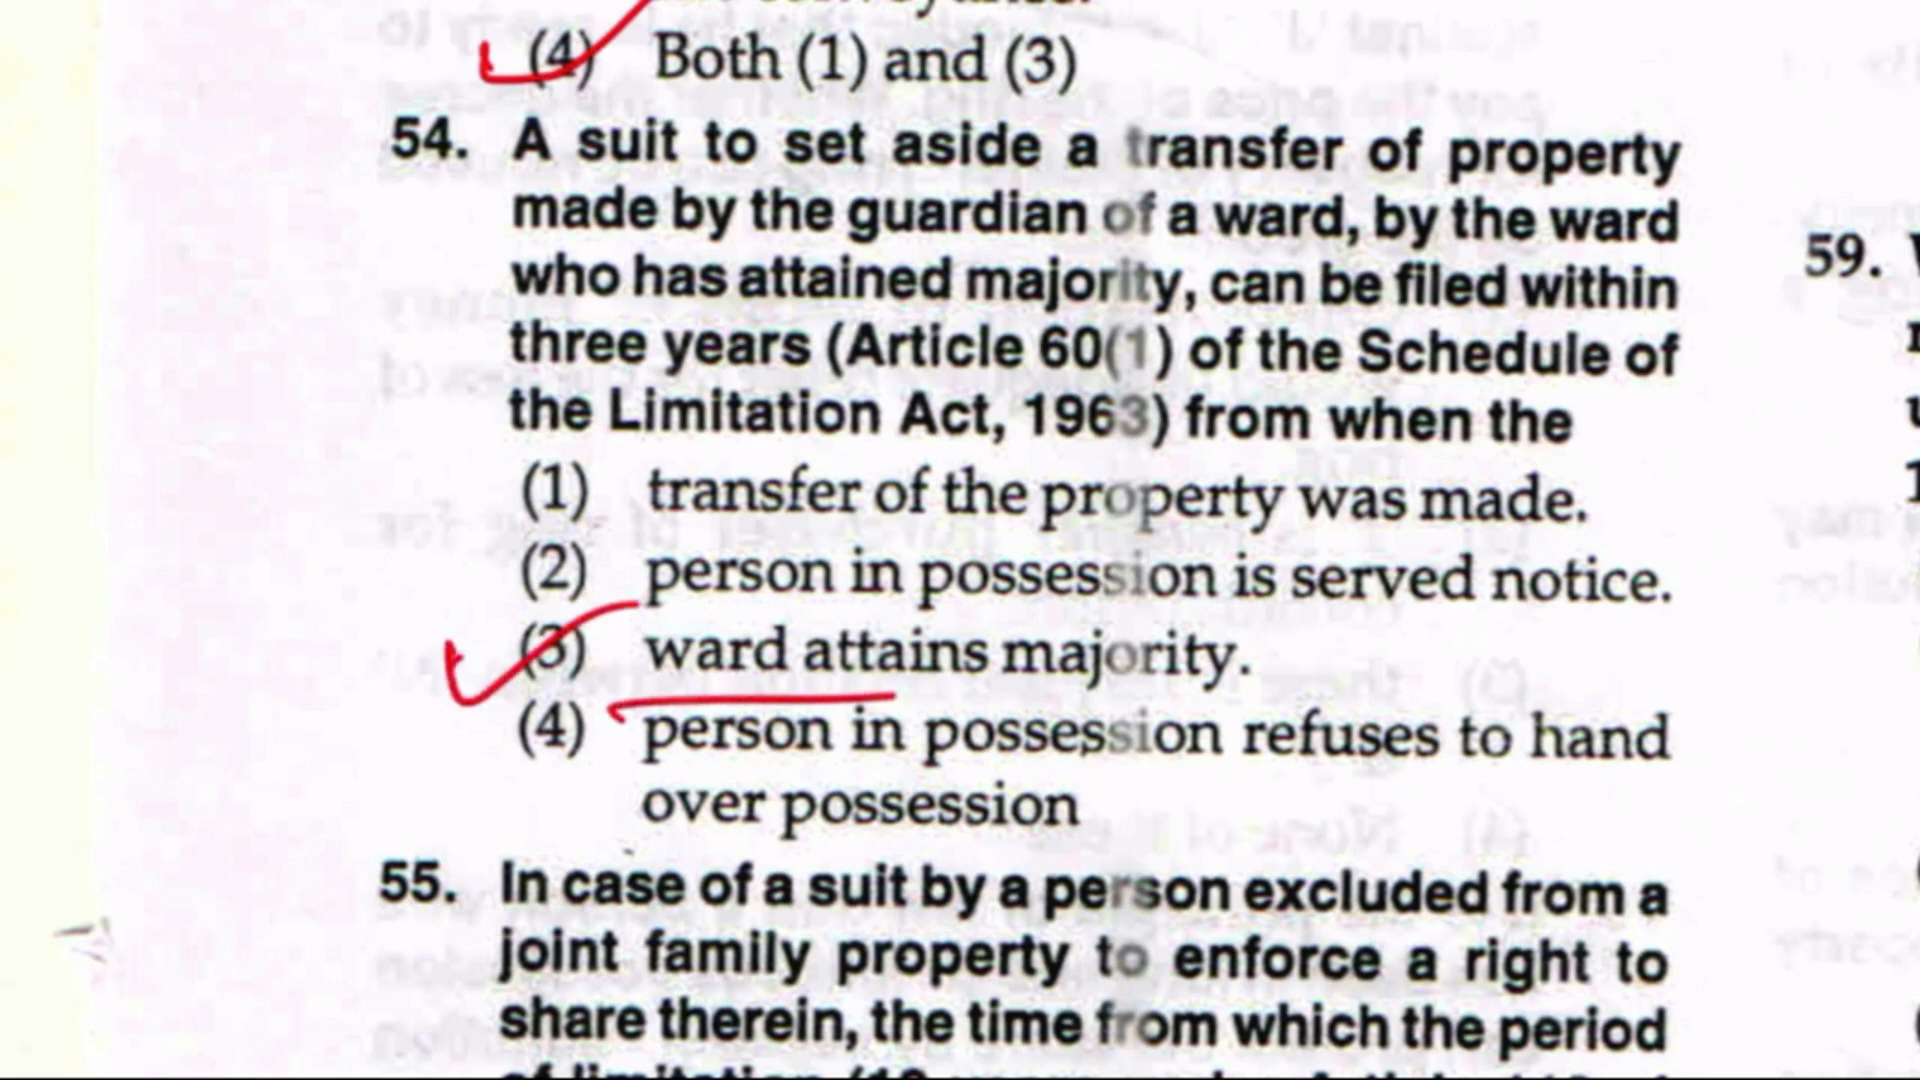 (4) Both (1) and (3)
54. A suit to set aside a transfer of property
made by the guardian of a ward, by the ward
who has attained majority, can be filed within
three years (Article 60(1) of the Schedule of
the Limitation Act, 1963) from when the
(1) transfer of the property was made.
(2) person in possession is served notice.
(3) ward attains majority.
(4) person in possession refuses to hand
over possession
55. In case of a suit by a person excluded from a
joint family property to enforce a right to
share therein, the time from which the period
59.